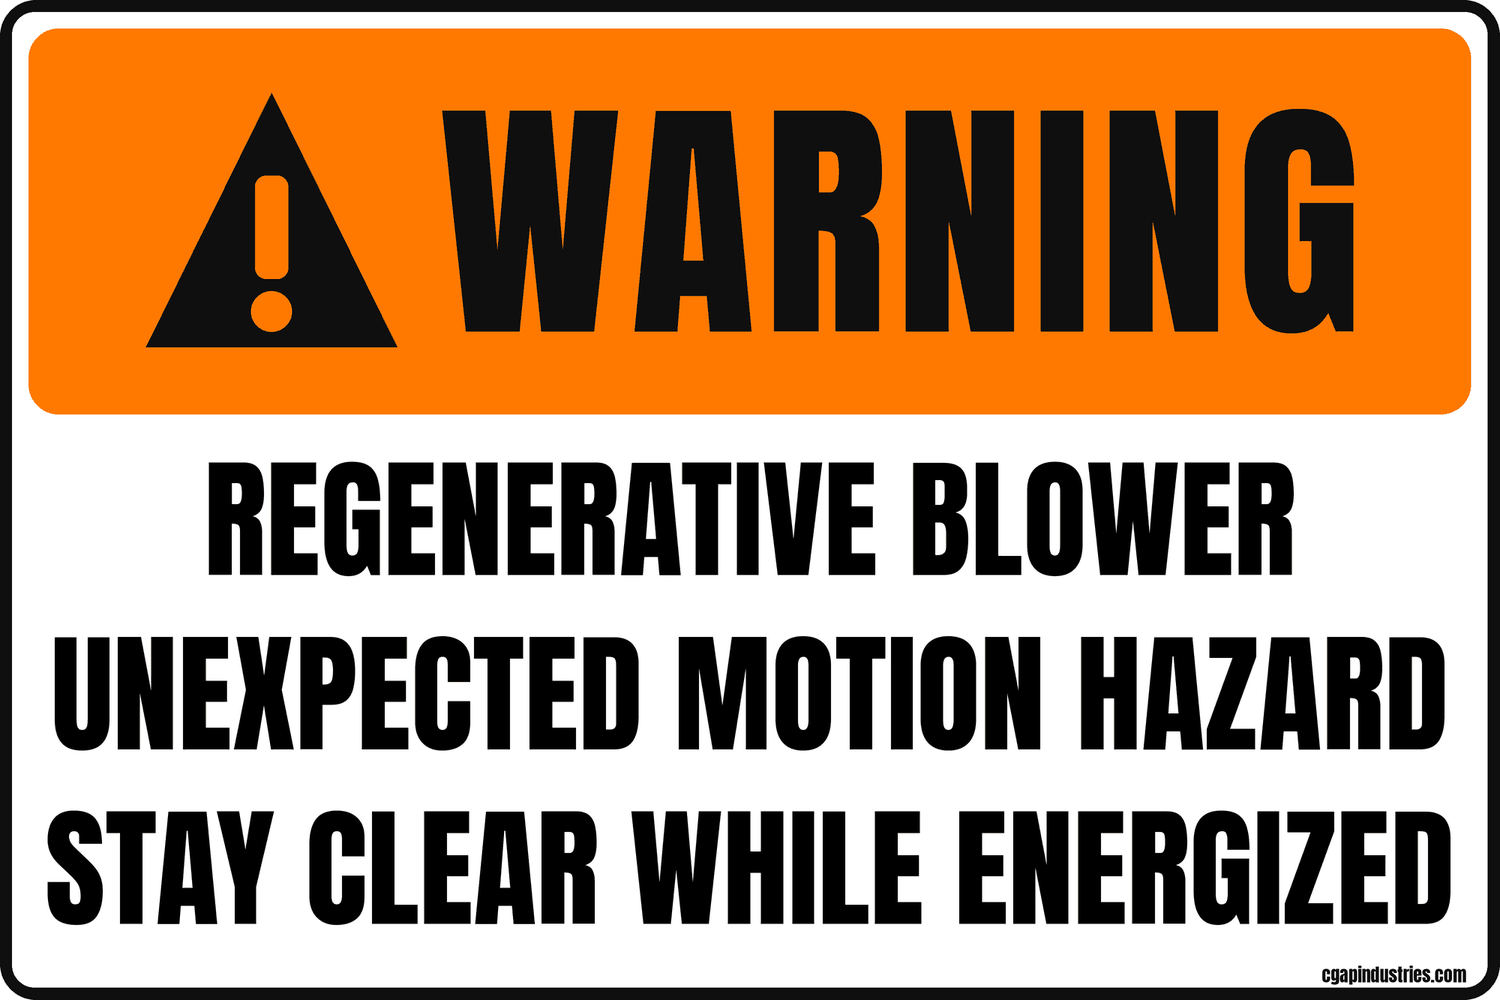 WARNING
REGENERATIVE BLOWER
UNEXPECTED MOTION HAZARD
STAY CLEAR WHILE ENERGIZED
cgapindustries.com